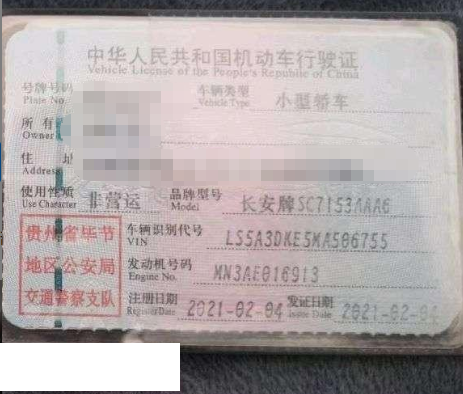 中华人民共和国机动车行驶证
Vehicle License of the People's Republic of China
号牌号码
Plate No.
车辆类型
Vehicle Type
小型轿车
所有
Owner
住 址
Address
使用性质
Use Character
非营运
品牌型号
Model
长安牌SC7153AAA6
贵州省毕节
地区公安局
交通警察支队
车辆识别代号
VIN
LS5A3DKE5MA506755
发动机号码
Engine No.
MN3AE016913
注册日期
Register Date
2021-02-04
发证日期
Issue Date
2021-02-04